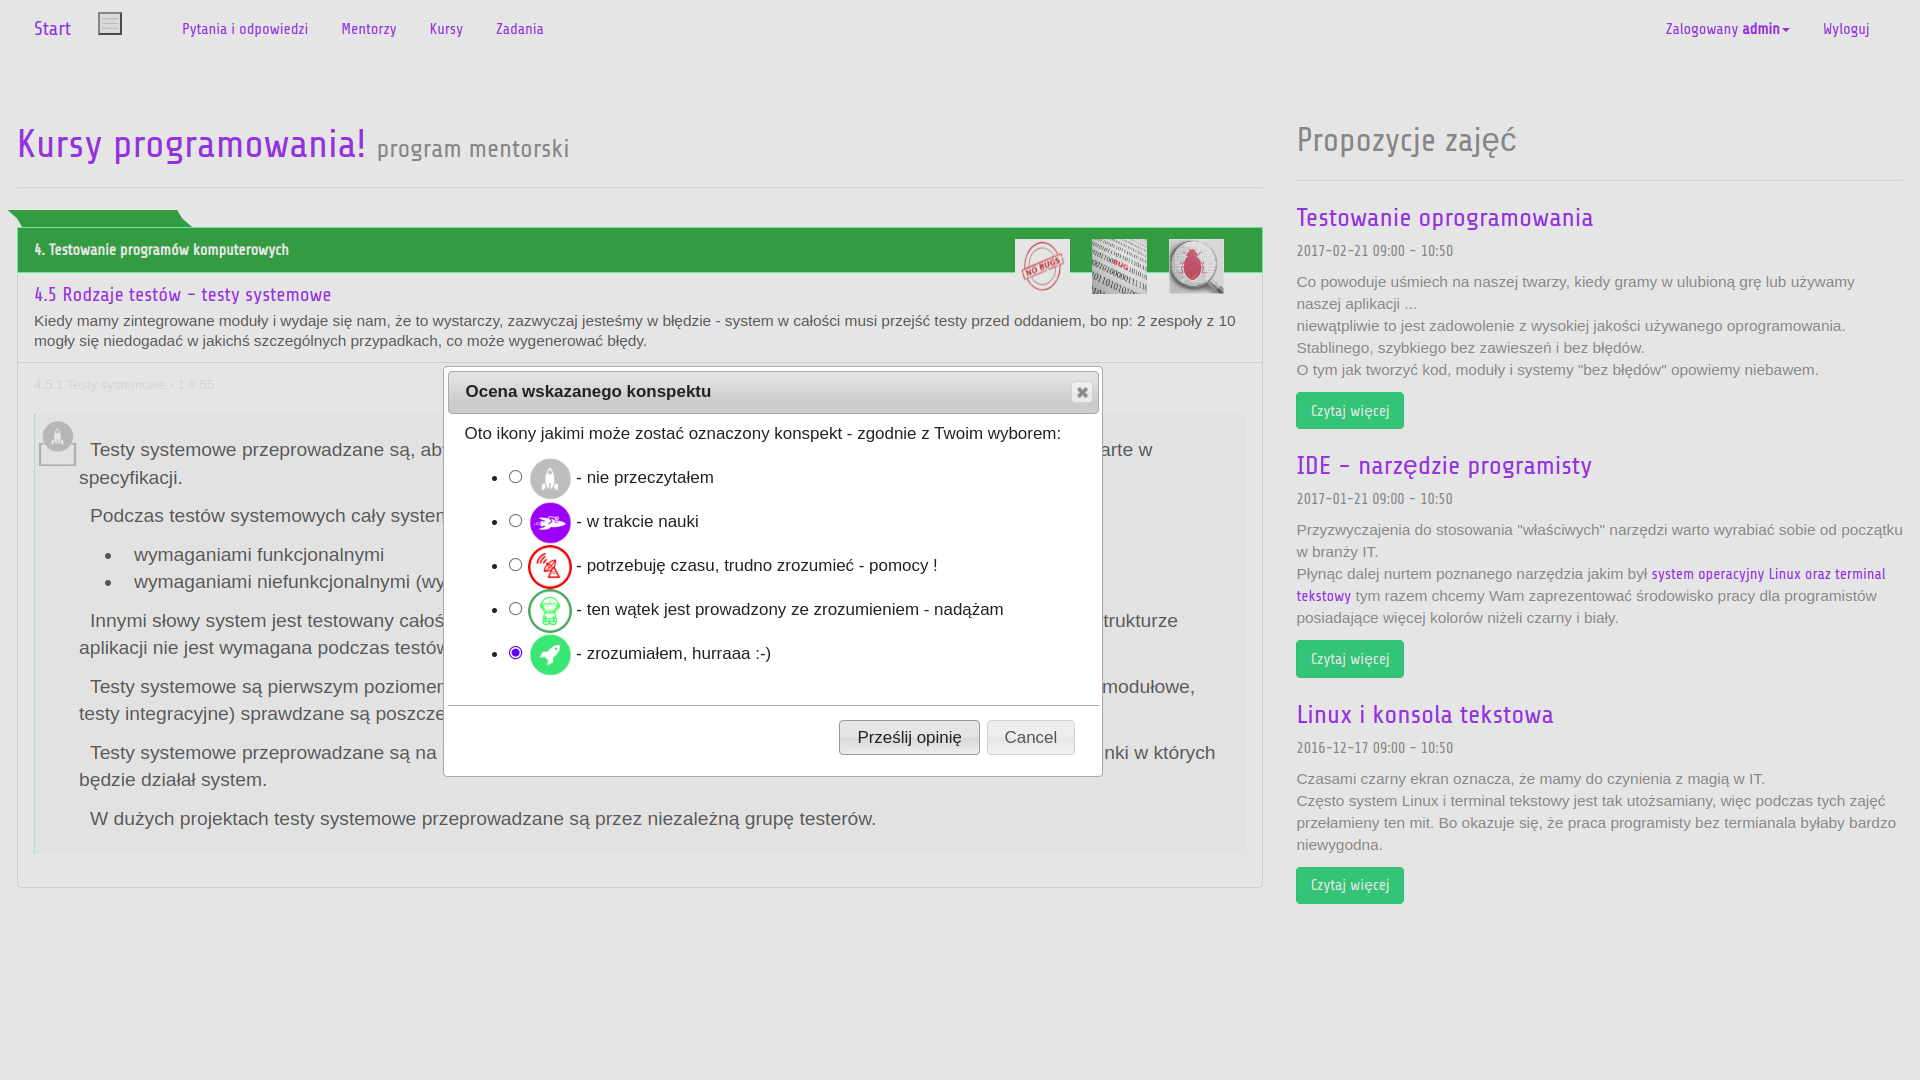 Start
Pytania i odpowiedzi
Mentorzy
Kursy
Zadania
Zalogowany admin
Wyloguj
Kursy programowania! program mentorski
4. Testowanie programów komputerowych
NO BUGS
BUG
4.5 Rodzaje testów - testy systemowe
Kiedy mamy zintegrowane moduły i wydaje się nam, że to wystarczy, zazwyczaj jesteśmy w błędzie - system w całości musi przejść testy przed oddaniem, bo np: 2 zespoły z 10
mogły się niedogadać w jakichś szczególnych przypadkach, co może wygenerować błędy.
4.5.1 Testy systemowe - 1 # 55
Testy systemowe przeprowadzane są, aby
arte w
specyfikacji.
Podczas testów systemowych cały system
wymaganiami funkcjonalnymi
wymaganiami niefunkcjonalnymi (wy
Innymi słowy system jest testowany całoś
trukturze
aplikacji nie jest wymagana podczas testów
Testy systemowe są pierwszym poziomem
modułowe,
testy integracyjne) sprawdzane są poszcze
Testy systemowe przeprowadzane są na
nki w których
będzie działał system.
W dużych projektach testy systemowe przeprowadzane są przez niezależną grupę testerów.
Ocena wskazanego konspektu
Oto ikony jakimi może zostać oznaczony konspekt - zgodnie z Twoim wyborem:
- nie przeczytałem
- w trakcie nauki
- potrzebuję czasu, trudno zrozumieć - pomocy !
- ten wątek jest prowadzony ze zrozumieniem - nadążam
- zrozumiałem, hurraaa :-)
Prześlij opinię
Cancel
Propozycje zajęć
Testowanie oprogramowania
2017-02-21 09:00 - 10:50
Co powoduje uśmiech na naszej twarzy, kiedy gramy w ulubioną grę lub używamy
naszej aplikacji ...
niewątpliwie to jest zadowolenie z wysokiej jakości używanego oprogramowania.
Stablinego, szybkiego bez zawieszeń i bez błędów.
O tym jak tworzyć kod, moduły i systemy "bez błędów" opowiemy niebawem.
Czytaj więcej
IDE - narzędzie programisty
2017-01-21 09:00 - 10:50
Przyzwyczajenia do stosowania "właściwych" narzędzi warto wyrabiać sobie od początku
w branży IT.
Płynąc dalej nurtem poznanego narzędzia jakim był system operacyjny Linux oraz terminal
tekstowy tym razem chcemy Wam zaprezentować środowisko pracy dla programistów
posiadające więcej kolorów niżeli czarny i biały.
Czytaj więcej
Linux i konsola tekstowa
2016-12-17 09:00 - 10:50
Czasami czarny ekran oznacza, że mamy do czynienia z magią w IT.
Często system Linux i terminal tekstowy jest tak utożsamiany, więc podczas tych zajęć
przełamieny ten mit. Bo okazuje się, że praca programisty bez termianala byłaby bardzo
niewygodna.
Czytaj więcej